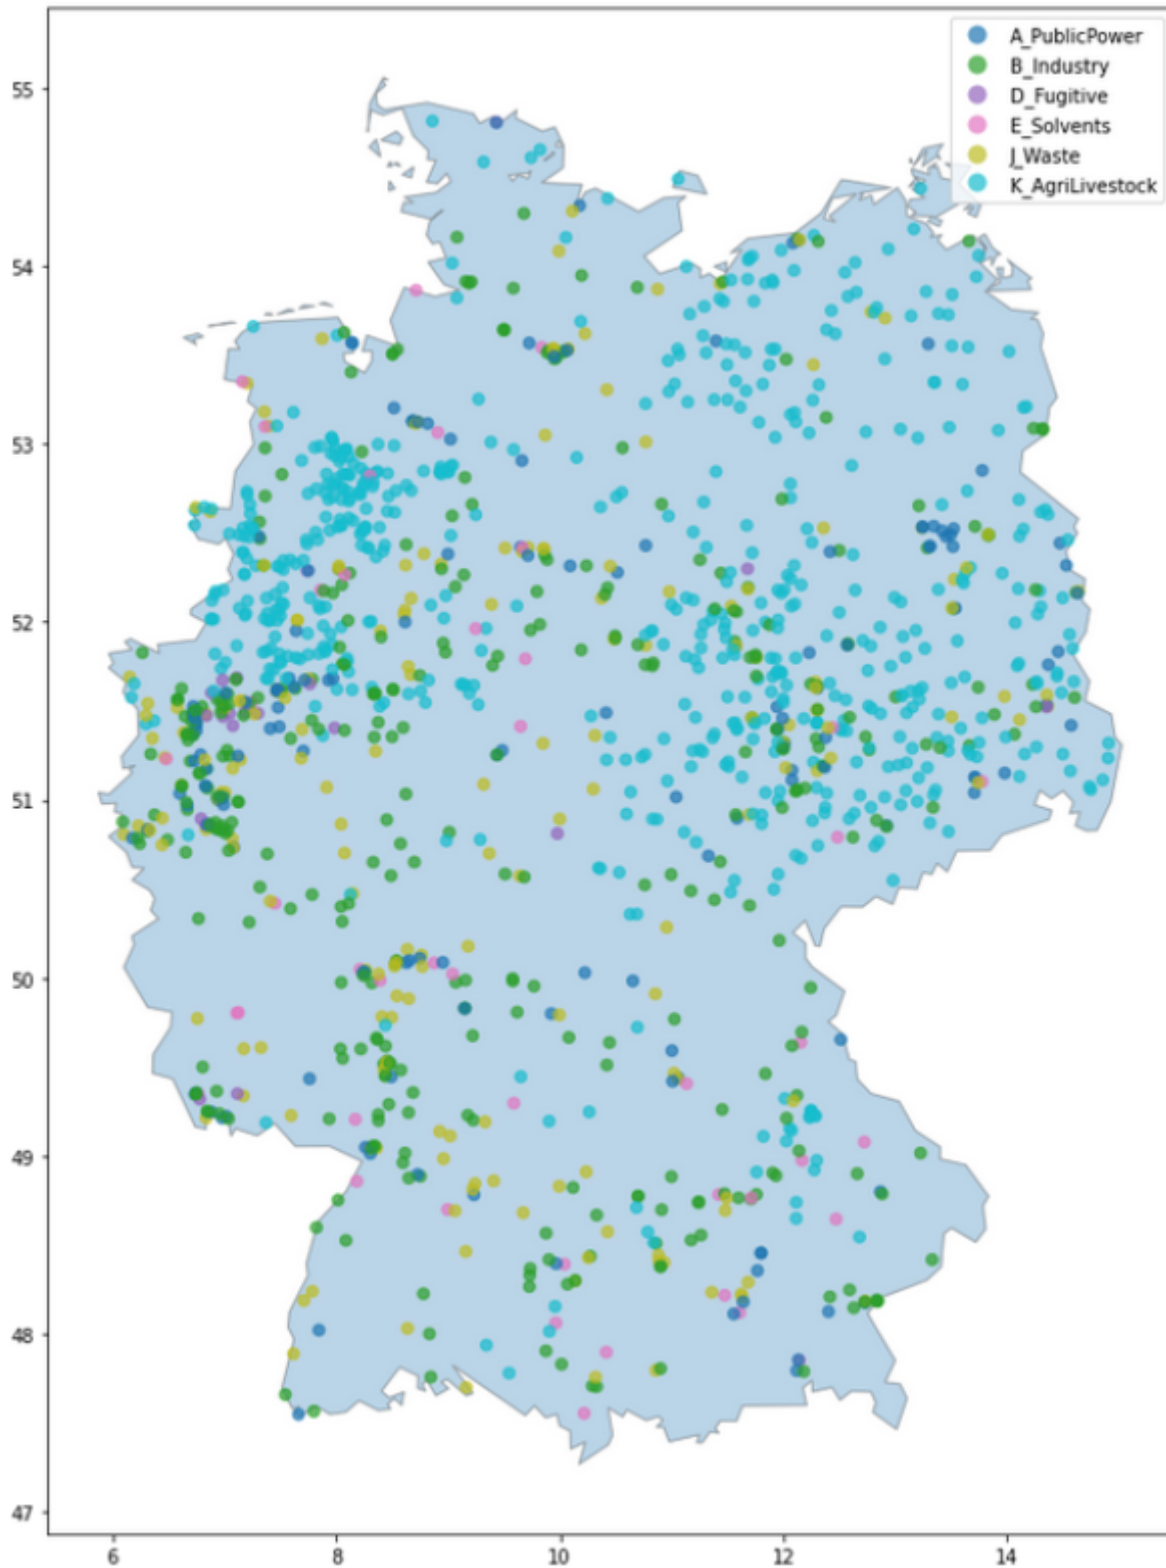 A_PublicPower
B_Industry
D_Fugitive
E_Solvents
J_Waste
K_AgriLivestock
55
54
53
52
51
50
49
48
47
6 8 10 12 14